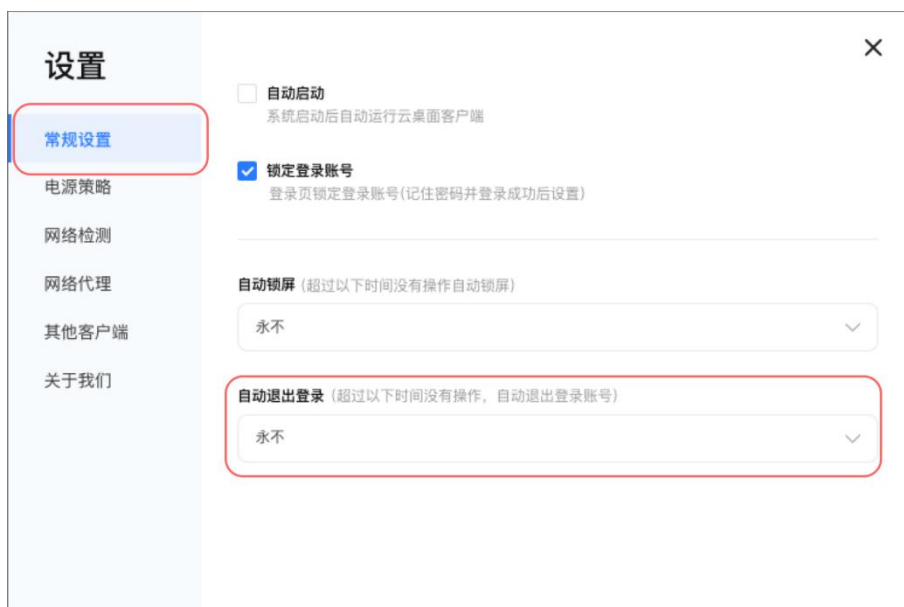 设置
常规设置
电源策略
网络检测
网络代理
其他客户端
关于我们
自动启动
系统启动后自动运行云桌面客户端
锁定登录账号
登录页锁定登录账号(记住密码并登录成功后设置)
自动锁屏 (超过以下时间没有操作自动锁屏)
永不
自动退出登录 (超过以下时间没有操作，自动退出登录账号)
永不